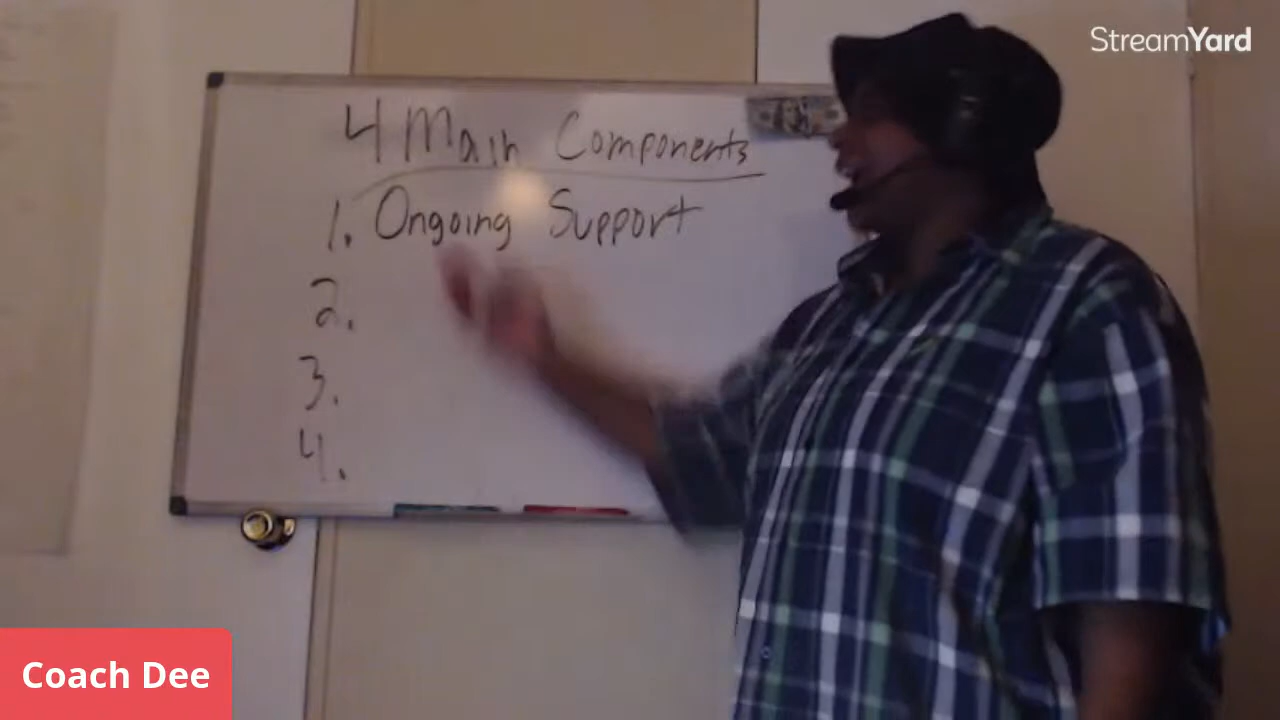 StreamYard
4 Main Components
1. Ongoing Support
2.
3.
4.
Coach Dee